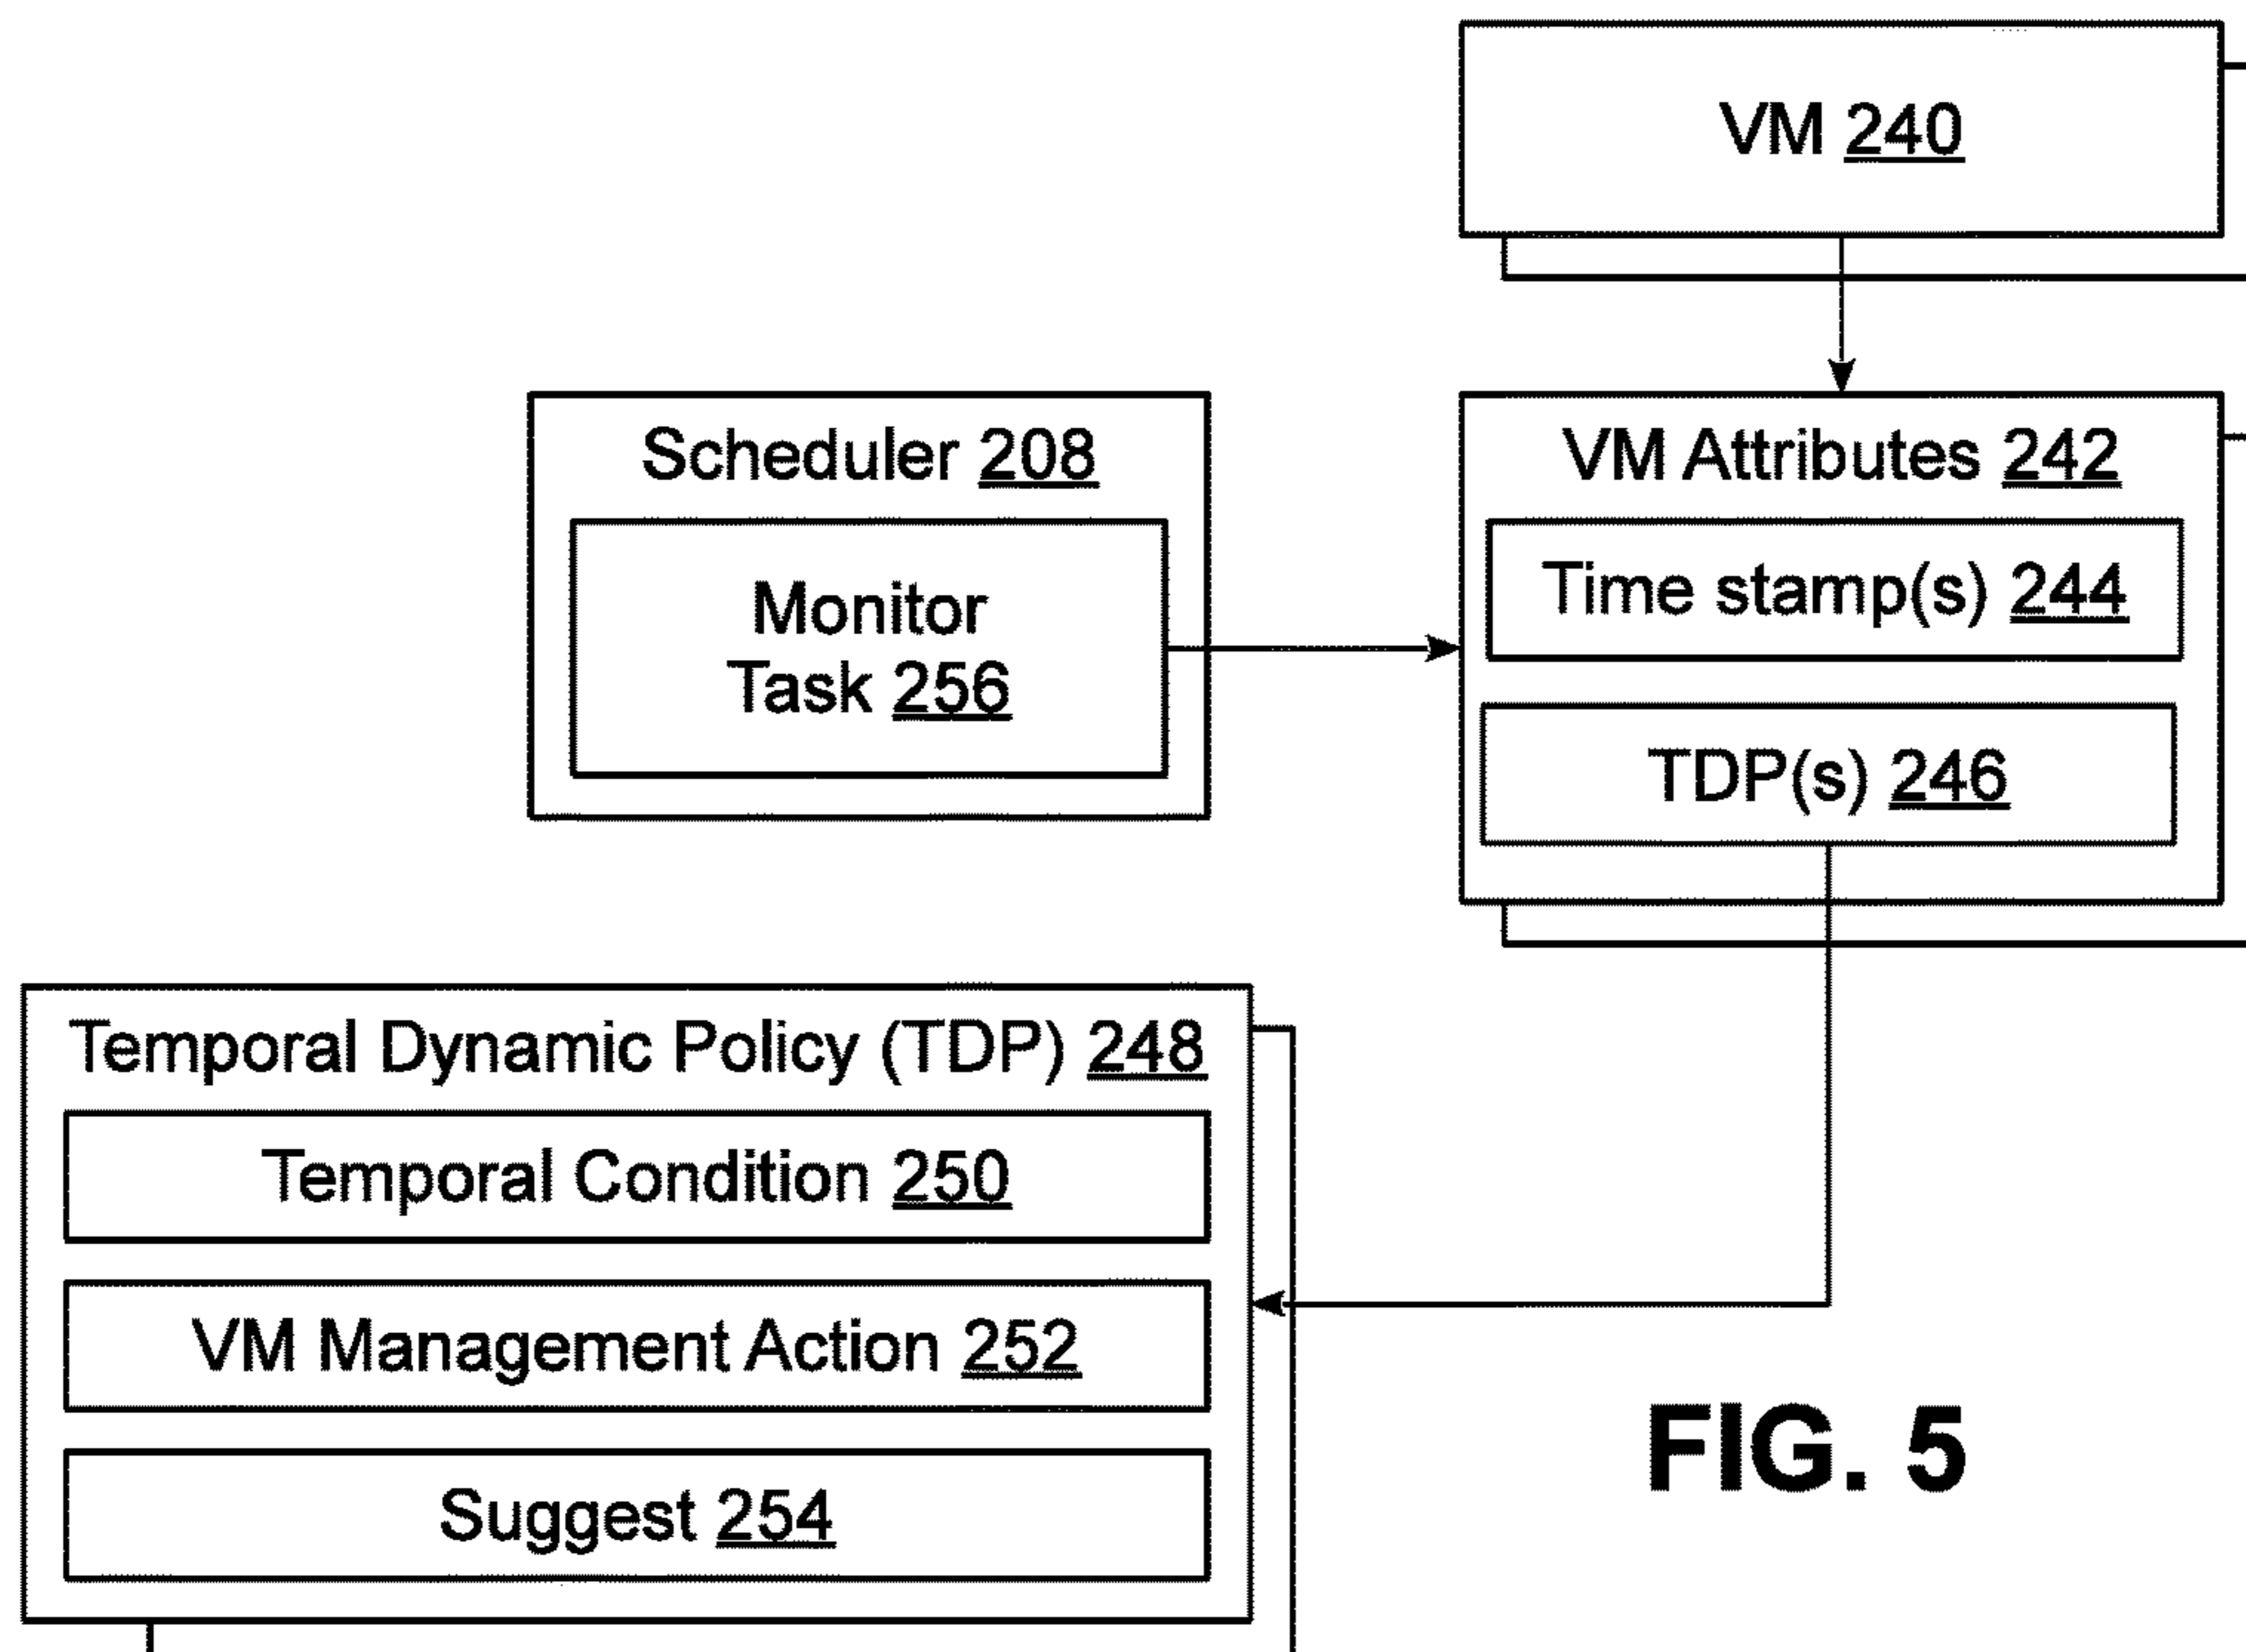 VM 240
Scheduler 208
Monitor
Task 256
VM Attributes 242
Time stamp(s) 244
TDP(s) 246
Temporal Dynamic Policy (TDP) 248
Temporal Condition 250
VM Management Action 252
Suggest 254
FIG. 5